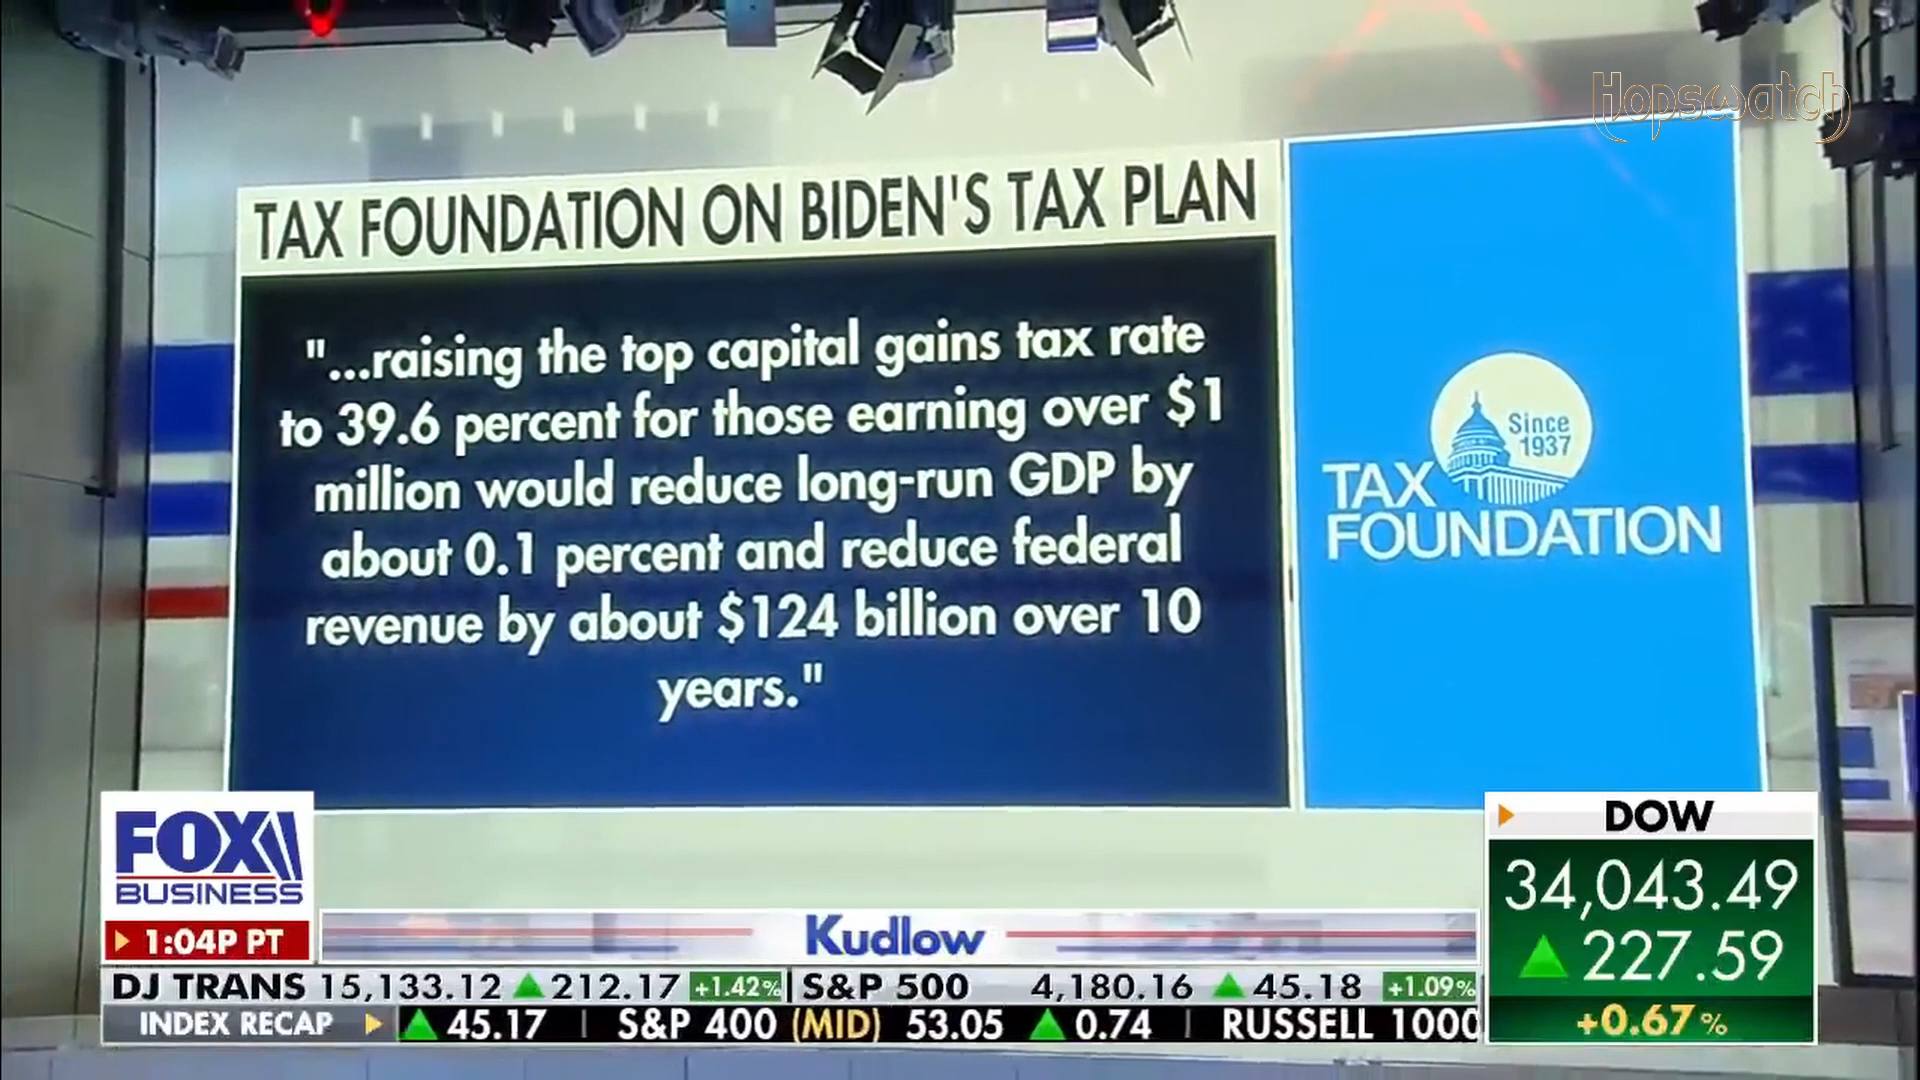 Hopswatch
TAX FOUNDATION ON BIDEN'S TAX PLAN
"...raising the top capital gains tax rate
to 39.6 percent for those earning over $1
million would reduce long-run GDP by
about 0.1 percent and reduce federal
revenue by about $124 billion over 10
years."
Since
1937
TAX
FOUNDATION
FOX
BUSINESS
1:04P PT
Kudlow
DOW
34,043.49
227.59
+0.67%
DJ TRANS 15,133.12 212.17 +1.42% S&P 500 4,180.16 45.18 +1.09%
INDEX RECAP 45.17 S&P 400 (MID) 53.05 0.74 RUSSELL 1000